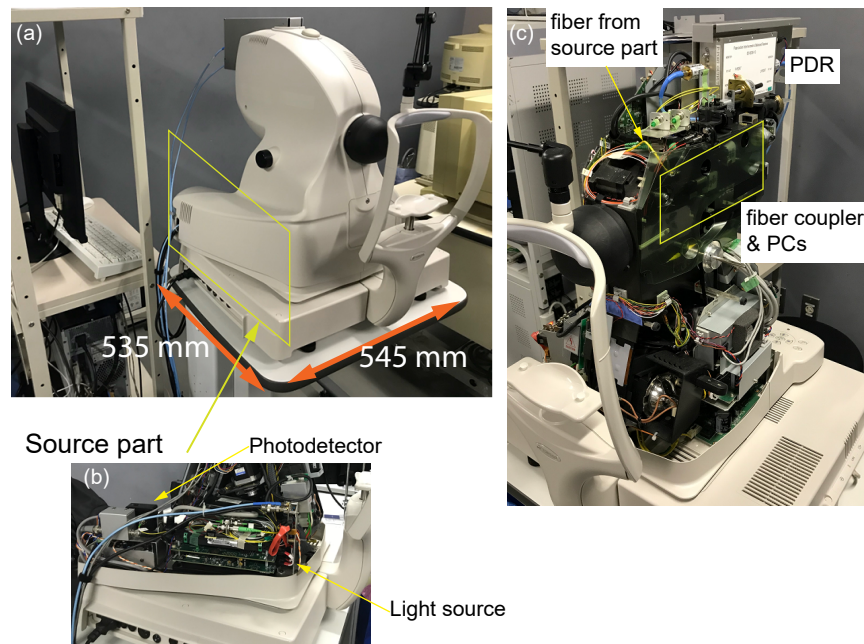 (a)
535 mm
545 mm
Source part
(b)
Photodetector
Light source
(c)
fiber from
source part
PDR
fiber coupler
& PCs